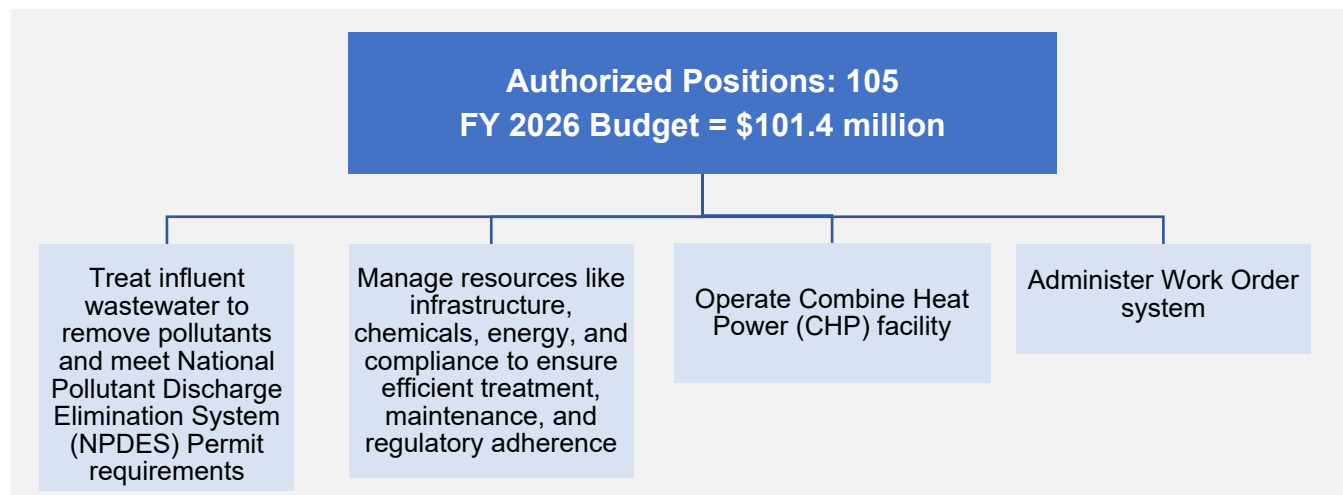 Authorized Positions: 105
FY 2026 Budget = $101.4 million
Treat influent
wastewater to
remove pollutants
and meet National
Pollutant Discharge
Elimination System
(NPDES) Permit
requirements
Manage resources like
infrastructure,
chemicals, energy, and
compliance to ensure
efficient treatment,
maintenance, and
regulatory adherence
Operate Combine Heat
Power (CHP) facility
Administer Work Order
system